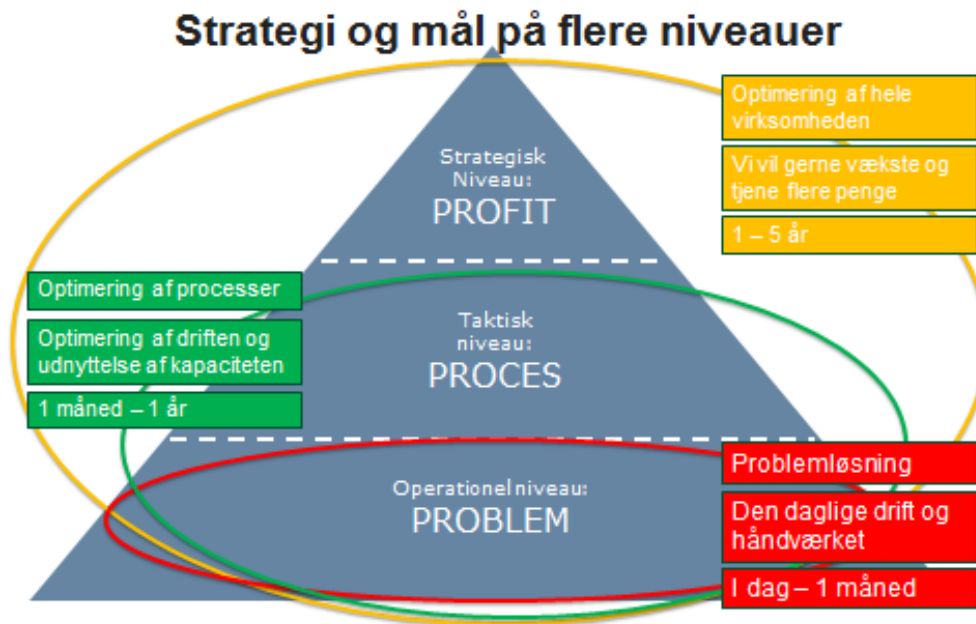 Strategi og mål på flere niveauer
Optimering af hele
virksomheden
Vi vil gerne vækste og
tjene flere penge
1 – 5 år
Strategisk
Niveau:
PROFIT
Optimering af processer
Optimering af driften og
udnyttelse af kapaciteten
1 måned – 1 år
Taktisk
niveau:
PROCES
Operationel niveau:
PROBLEM
Problemløsning
Den daglige drift og
håndværket
I dag – 1 måned